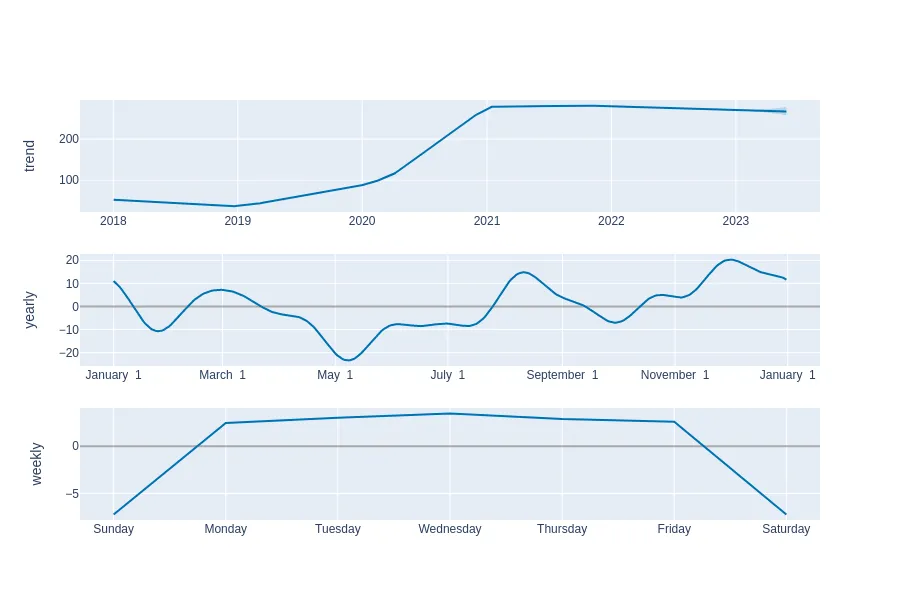 trend
200
100
2018 2019 2020 2021 2022 2023
yearly
20
10
0
−10
−20
January 1 March 1 May 1 July 1 September 1 November 1 January 1
weekly
0
−5
Sunday Monday Tuesday Wednesday Thursday Friday Saturday